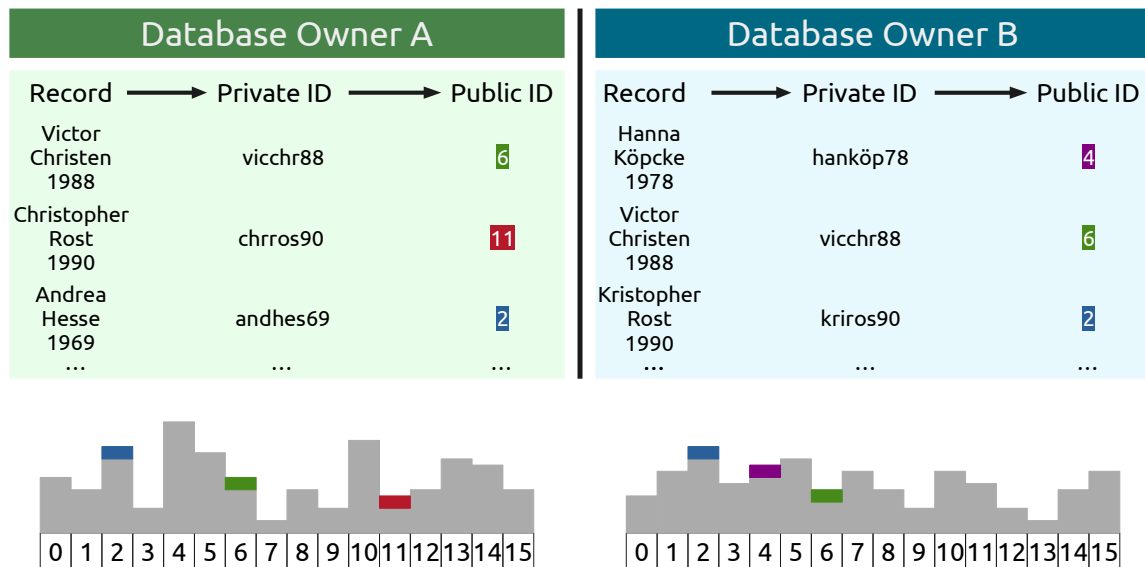 Database Owner A
Record Private ID Public ID
Victor
Christen
1988
vicchr88
6
Christopher
Rost
1990
chrros90
11
Andrea
Hesse
1969
andhes69
2
... ... ...
0 1 2 3 4 5 6 7 8 9 10 11 12 13 14 15
Database Owner B
Record Private ID Public ID
Hanna
Köpcke
1978
hanköp78
4
Victor
Christen
1988
vicchr88
6
Kristopher
Rost
1990
kriros90
2
... ... ...
0 1 2 3 4 5 6 7 8 9 10 11 12 13 14 15